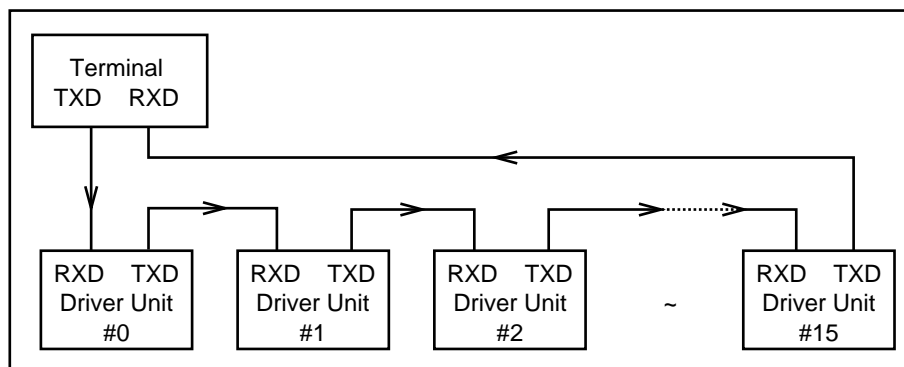 Terminal
TXD RXD
RXD TXD
Driver Unit
#0
RXD TXD
Driver Unit
#1
RXD TXD
Driver Unit
#2
~
RXD TXD
Driver Unit
#15